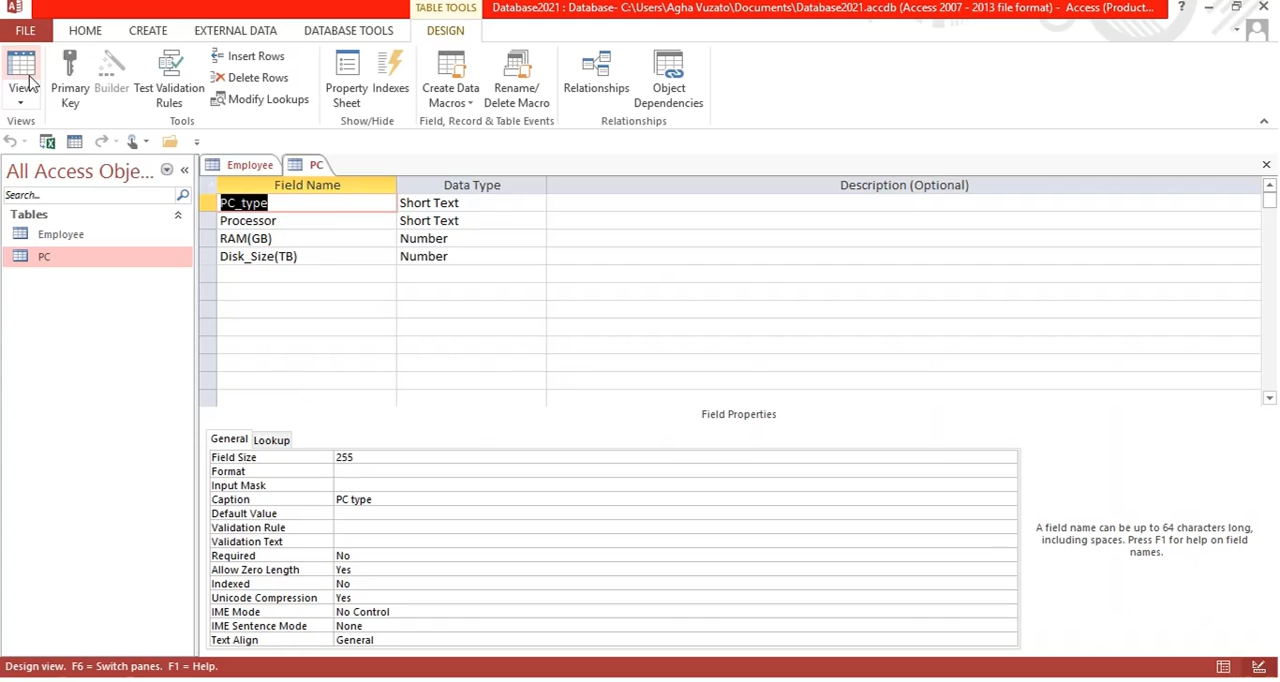 TABLE TOOLS
Database2021 : Database- C:\Users\Agha Vuzato\Documents\Database2021.accdb (Access 2007 - 2013 file format) - Access (Produc...
FILE HOME CREATE EXTERNAL DATA DATABASE TOOLS DESIGN
View
Primary Key
Builder
Test Validation Rules
Insert Rows
Delete Rows
Modify Lookups
Property Sheet
Indexes
Create Data Macros
Rename/ Delete Macro
Relationships
Object Dependencies
Views Tools Show/Hide Field, Record & Table Events Relationships
All Access Obje...
Search...
Tables
Employee
PC
Employee PC
Field Name Data Type Description (Optional)
PC_type Short Text
Processor Short Text
RAM(GB) Number
Disk_Size(TB) Number
Field Properties
General Lookup
Field Size 255
Format
Input Mask
Caption PC type
Default Value
Validation Rule
Validation Text
Required No
Allow Zero Length Yes
Indexed No
Unicode Compression Yes
IME Mode No Control
IME Sentence Mode None
Text Align General
A field name can be up to 64 characters long,
including spaces. Press F1 for help on field
names.
Design view. F6 = Switch panes. F1 = Help.